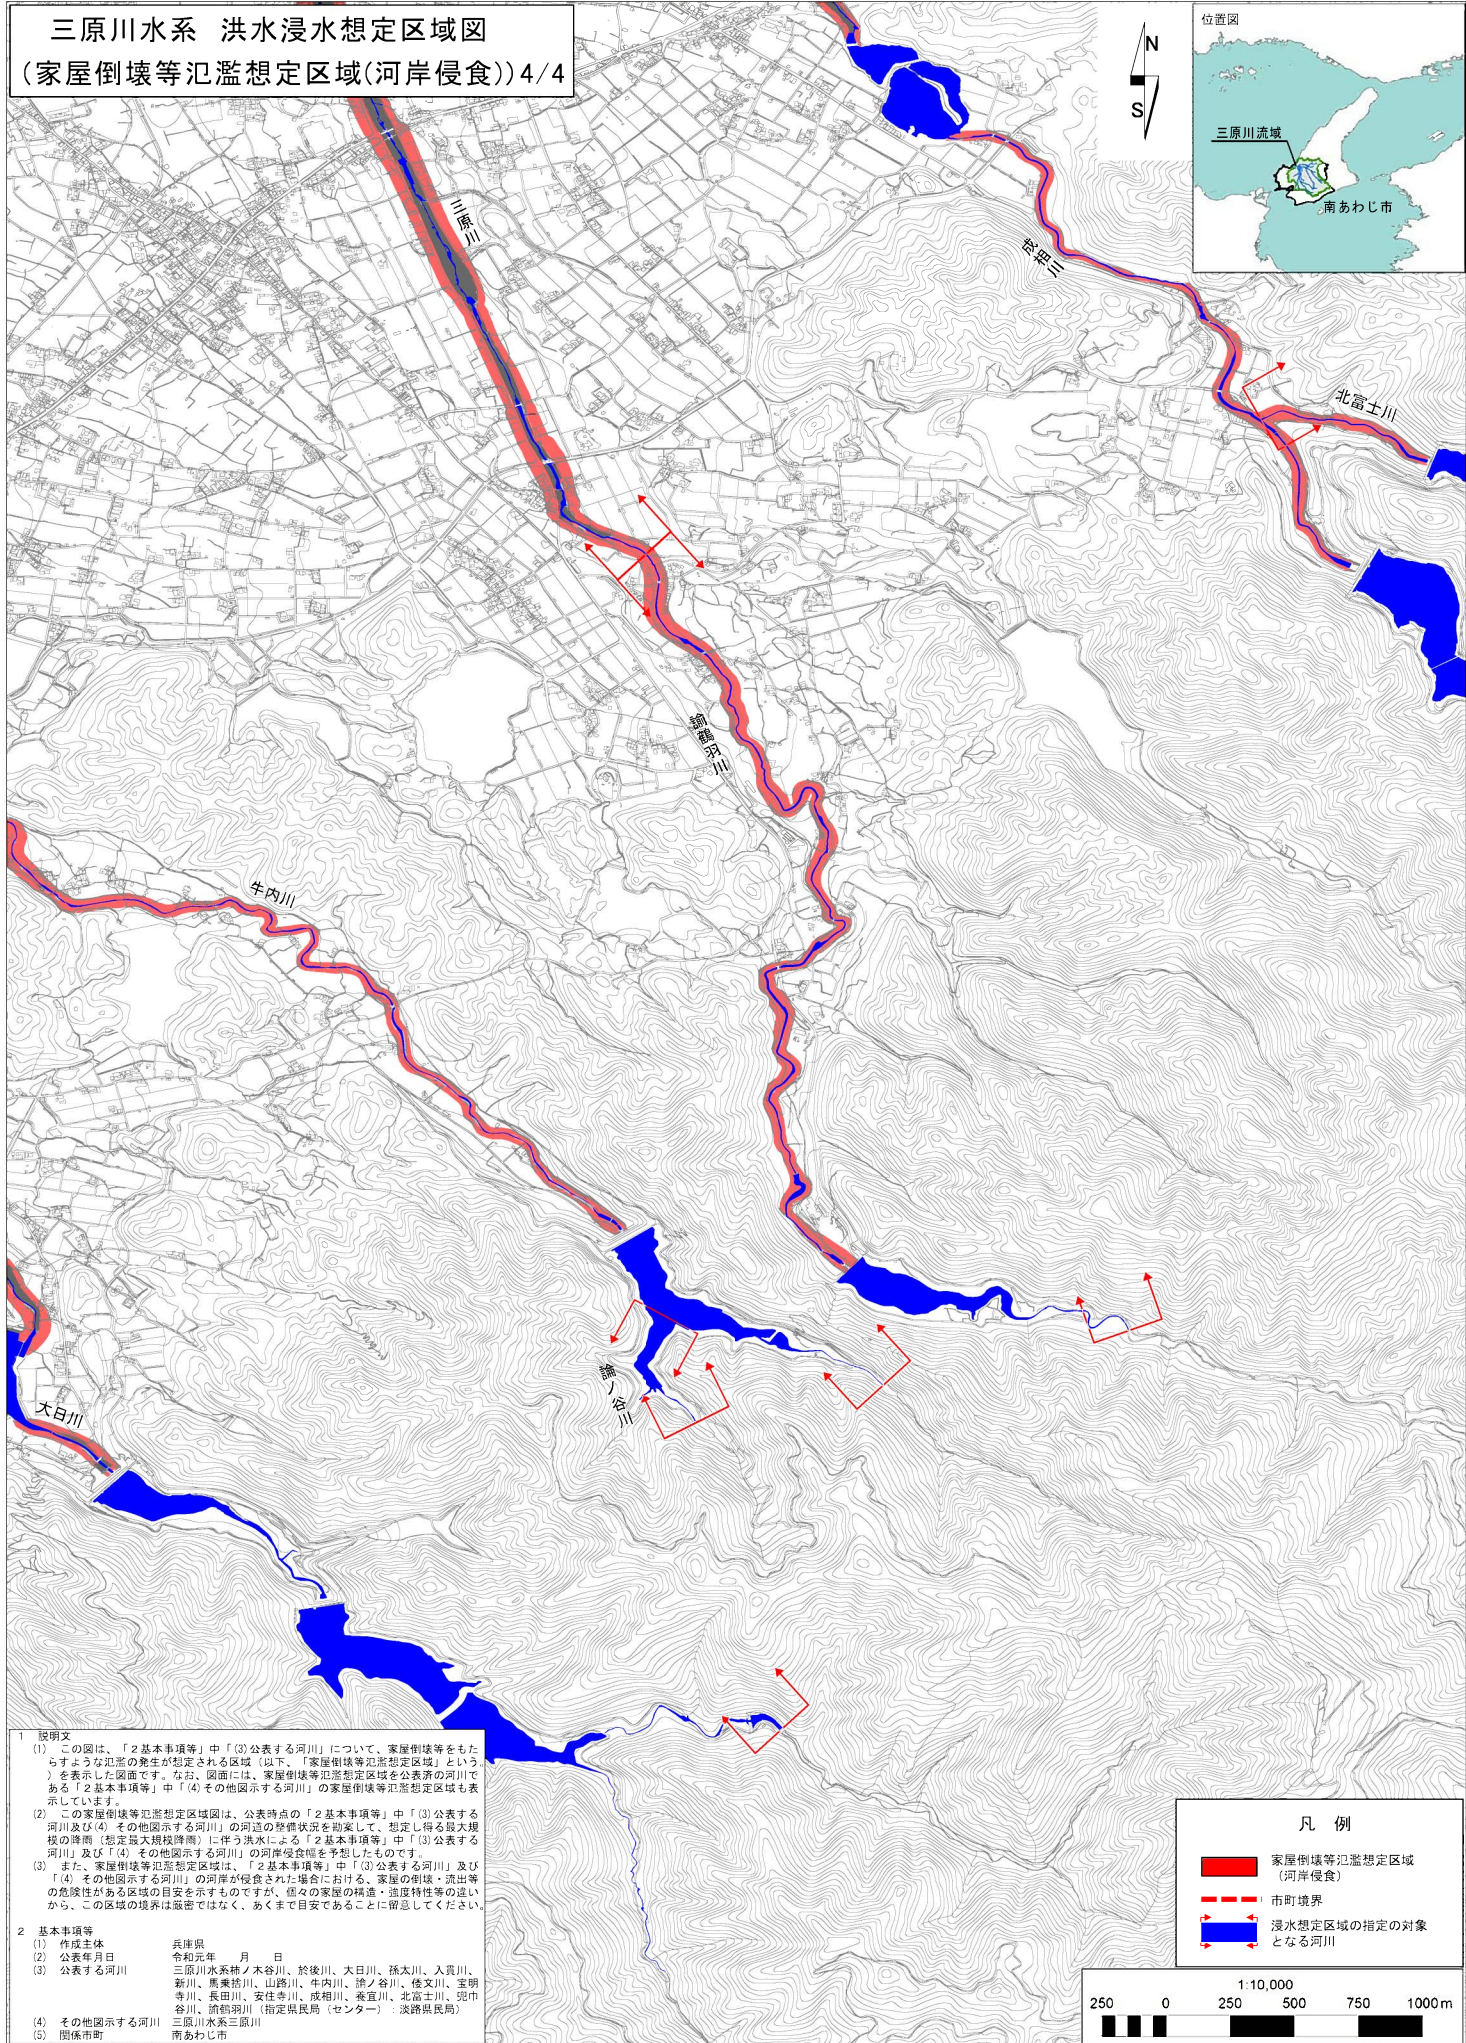 三原川水系 洪水浸水想定区域図
(家屋倒壊等氾濫想定区域(河岸侵食))4/4
N
S
位置図
三原川流域
南あわじ市
三原川
成相川
北富士川
諭鶴羽川
牛内川
大日川
1 説明文
(1) この図は、「2基本事項等」中「(3)公表する河川」について、家屋倒壊等をもた
らすような氾濫の発生が想定される区域（以下、「家屋倒壊等氾濫想定区域」という。
）を表示した図面です。なお、図面には、家屋倒壊等氾濫想定区域を公表済の河川で
ある「2基本事項等」中「(4)その他図示する河川」の家屋倒壊等氾濫想定区域も表
示しています。
(2) この家屋倒壊等氾濫想定区域図は、公表時点の「2基本事項等」中「(3)公表する
河川及び(4) その他図示する河川」の河道の整備状況を勘案して、想定し得る最大規
模の降雨（想定最大規模降雨）に伴う洪水による「2基本事項等」中「(3)公表する
河川」及び「(4) その他図示する河川」の河岸侵食幅を予想したものです。
(3) また、家屋倒壊等氾濫想定区域は、「2基本事項等」中「(3)公表する河川」及び
「(4) その他図示する河川」の河岸が侵食された場合における、家屋の倒壊・流出等
の危険性がある区域の目安を示すものですが、個々の家屋の構造・強度特性等の違い
から、この区域の境界は厳密ではなく、あくまで目安であることに留意してください。
2 基本事項等
(1) 作成主体 兵庫県
(2) 公表年月日 令和元年 月 日
(3) 公表する河川 三原川水系柿ノ木谷川、於後川、大日川、孫太川、入貫川、
新川、馬乗捨川、山路川、牛内川、諭ノ谷川、倭文川、宝明
寺川、長田川、安住寺川、成相川、養宜川、北富士川、兜巾
谷川、諭鶴羽川（指定県民局（センター）：淡路県民局）
(4) その他図示する河川 三原川水系三原川
(5) 関係市町 南あわじ市
凡 例
家屋倒壊等氾濫想定区域
（河岸侵食）
市町境界
浸水想定区域の指定の対象
となる河川
1:10,000
250 0 250 500 750 1000m